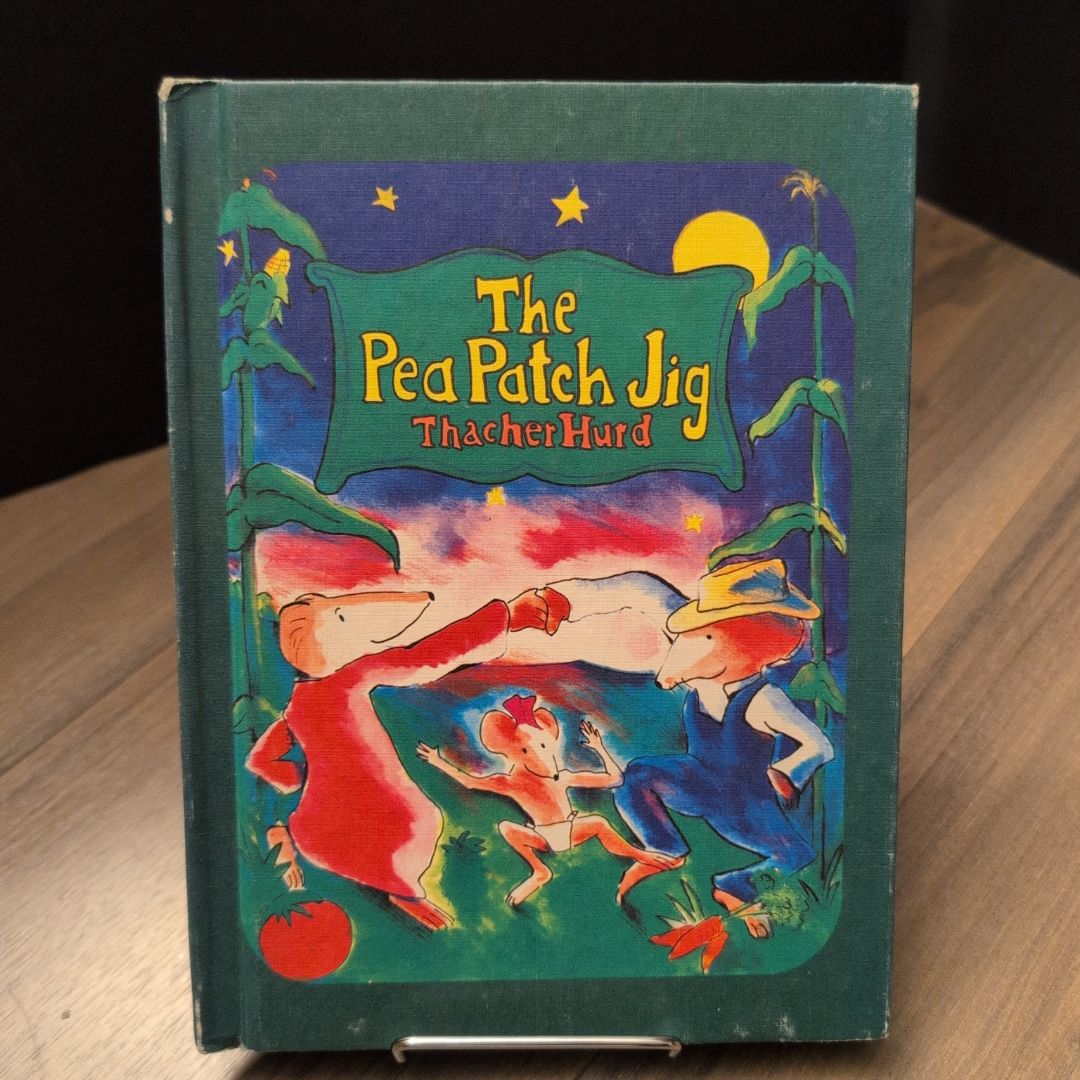 The
Pea Patch Jig
Thacher Hurd